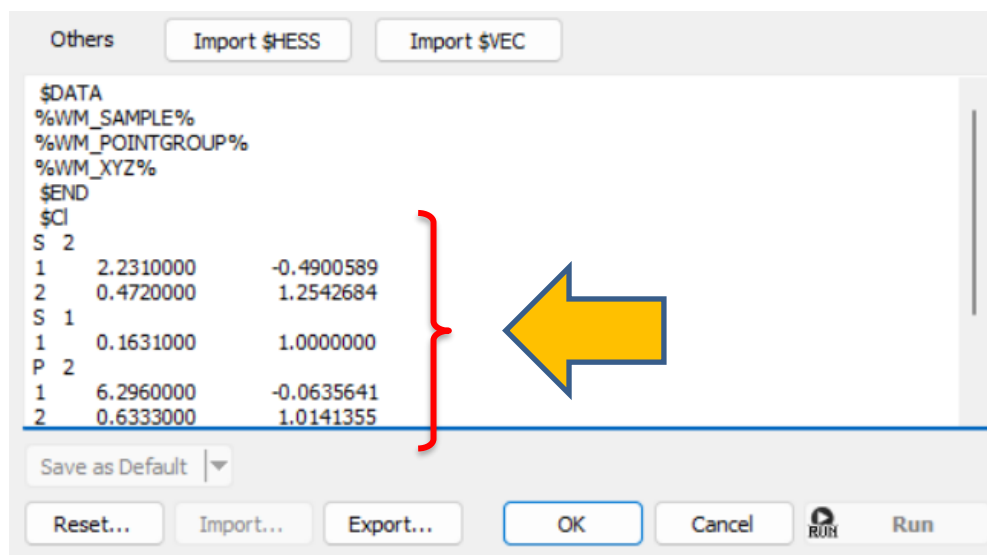 Others Import $HESS Import $VEC
$DATA
%WM_SAMPLE%
%WM_POINTGROUP%
%WM_XYZ%
$END
$Cl
S 2
1 2.2310000 -0.4900589
2 0.4720000 1.2542684
S 1
1 0.1631000 1.0000000
P 2
1 6.2960000 -0.0635641
2 0.6333000 1.0141355
Save as Default
Reset... Import... Export... OK Cancel RUN Run